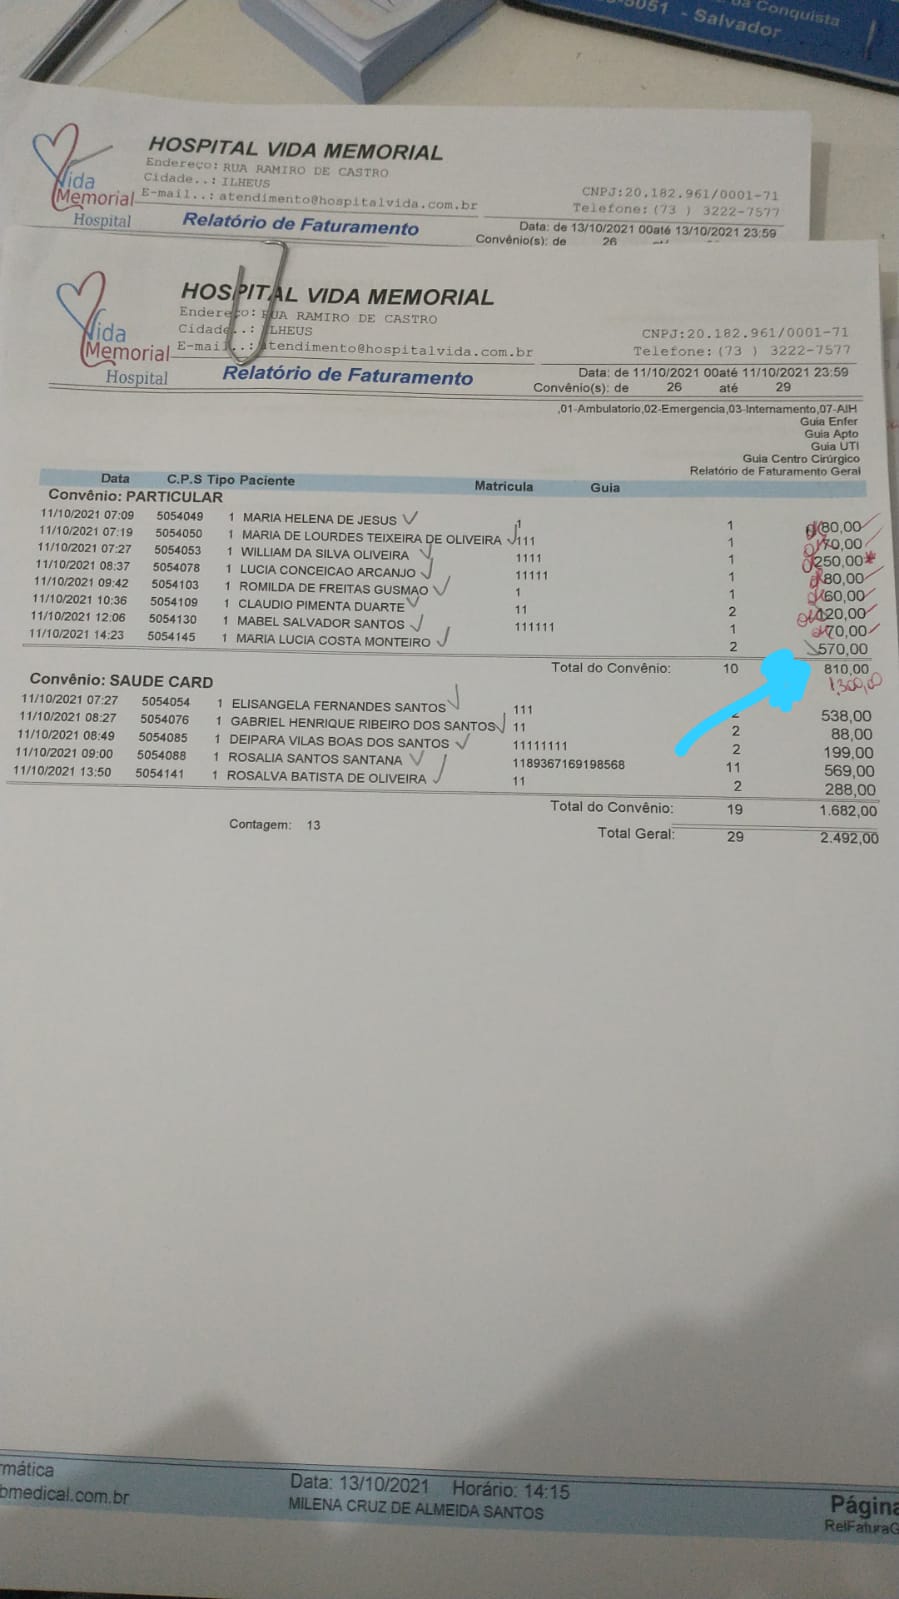 da Conquista
5051 - Salvador
Vida
Memorial
Hospital
HOSPITAL VIDA MEMORIAL
Endereço: RUA RAMIRO DE CASTRO
Cidade..: ILHEUS
E-mail..: atendimento@hospitalvida.com.br
CNPJ:20.182.961/0001-71
Telefone: (73 ) 3222-7577
Relatório de Faturamento
Data: de 13/10/2021 00até 13/10/2021 23:59
Convênio(s): de 26
Vida
Memorial
Hospital
HOSPITAL VIDA MEMORIAL
Endereço: RUA RAMIRO DE CASTRO
Cidade..: ILHEUS
E-mail..: atendimento@hospitalvida.com.br
CNPJ:20.182.961/0001-71
Telefone: (73 ) 3222-7577
Relatório de Faturamento
Data: de 11/10/2021 00até 11/10/2021 23:59
Convênio(s): de 26 até 29
,01-Ambulatorio,02-Emergencia,03-Internamento,07-AIH
Guia Enfer
Guia Apto
Guia UTI
Guia Centro Cirúrgico
Relatório de Faturamento Geral
Data C.P.S Tipo Paciente Matricula Guia
Convênio: PARTICULAR
11/10/2021 07:09 5054049 1 MARIA HELENA DE JESUS 1 1 80,00
11/10/2021 07:19 5054050 1 MARIA DE LOURDES TEIXEIRA DE OLIVEIRA 111 1 70,00
11/10/2021 07:27 5054053 1 WILLIAM DA SILVA OLIVEIRA 1111 1 250,00*
11/10/2021 08:37 5054078 1 LUCIA CONCEICAO ARCANJO 11111 1 80,00
11/10/2021 09:42 5054103 1 ROMILDA DE FREITAS GUSMAO 1 1 60,00
11/10/2021 10:36 5054109 1 CLAUDIO PIMENTA DUARTE 11 2 120,00
11/10/2021 12:06 5054130 1 MABEL SALVADOR SANTOS 111111 1 70,00
11/10/2021 14:23 5054145 1 MARIA LUCIA COSTA MONTEIRO 2 570,00
Total do Convênio: 10 810,00
1.300,00
Convênio: SAUDE CARD
11/10/2021 07:27 5054054 1 ELISANGELA FERNANDES SANTOS 111 2 538,00
11/10/2021 08:27 5054076 1 GABRIEL HENRIQUE RIBEIRO DOS SANTOS 11 2 88,00
11/10/2021 08:49 5054085 1 DEIPARA VILAS BOAS DOS SANTOS 11111111 2 199,00
11/10/2021 09:00 5054088 1 ROSALIA SANTOS SANTANA 1189367169198568 11 569,00
11/10/2021 13:50 5054141 1 ROSALVA BATISTA DE OLIVEIRA 11 2 288,00
Total do Convênio: 19 1.682,00
Contagem: 13 Total Geral: 29 2.492,00
rmática
bmedical.com.br
Data: 13/10/2021 Horário: 14:15
MILENA CRUZ DE ALMEIDA SANTOS
Página
RelFaturaG